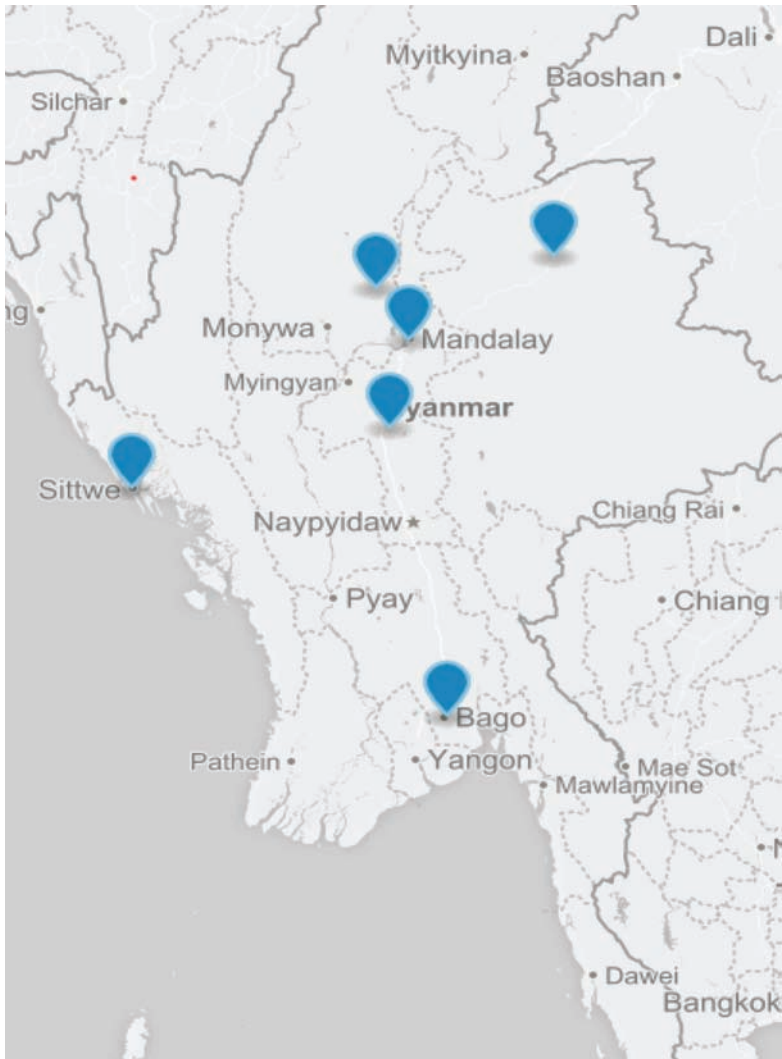 Dali
Myitkyina
Baoshan
Silchar
ng
Monywa
Mandalay
Myingyan
yanmar
Sittwe
Chiang Rai
Naypyidaw
Pyay
Chiang
Bago
Pathein
Yangon
Mae Sot
Mawlamyine
N
Dawei
Bangkok